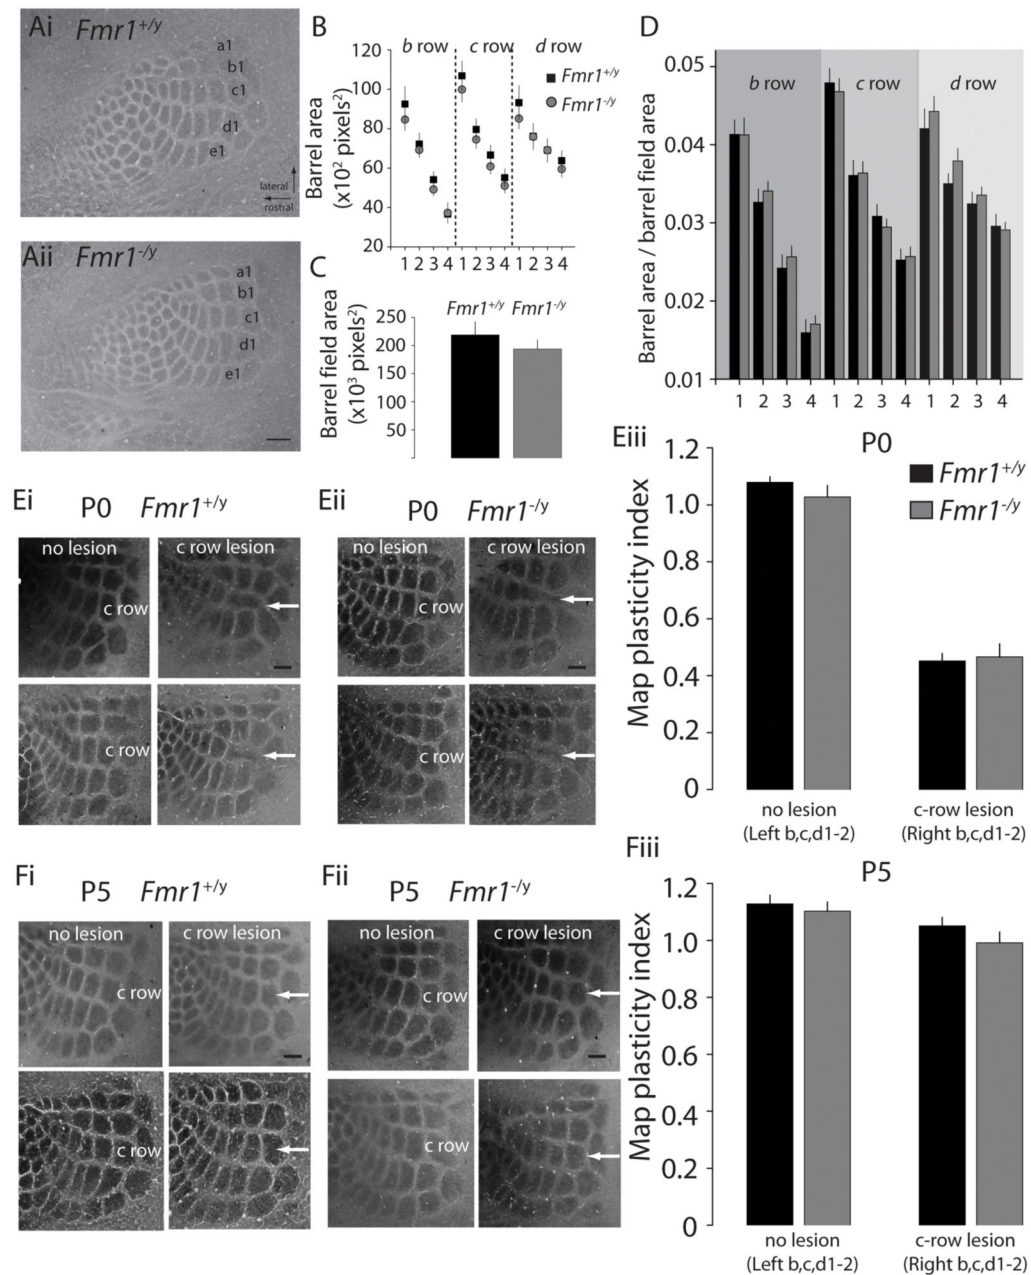 Ai Fmr1+/y
a1
b1
c1
d1
e1
lateral
rostral
Aii Fmr1-/y
a1
b1
c1
d1
e1
B
b row c row d row
Fmr1+/y
Fmr1-/y
Barrel area
(x10² pixels²)
120
100
80
60
40
20
1 2 3 4 1 2 3 4 1 2 3 4
C
Fmr1+/y Fmr1-/y
Barrel field area
(x10³ pixels²)
250
200
150
100
50
D
b row c row d row
Barrel area / barrel field area
0.05
0.04
0.03
0.02
0.01
1 2 3 4 1 2 3 4 1 2 3 4
Ei P0 Fmr1+/y
no lesion c row lesion
c row
c row
Eii P0 Fmr1-/y
no lesion c row lesion
c row
c row
Eiii P0
Fmr1+/y
Fmr1-/y
Map plasticity index
1.2
1.0
0.8
0.6
0.4
0.2
0
no lesion c-row lesion
(Left b,c,d1-2) (Right b,c,d1-2)
Fi P5 Fmr1+/y
no lesion c row lesion
c row
c row
Fii P5 Fmr1-/y
no lesion c row lesion
c row
c row
Fiii P5
Map plasticity index
1.2
1.0
0.8
0.6
0.4
0.2
0
no lesion c-row lesion
(Left b,c,d1-2) (Right b,c,d1-2)